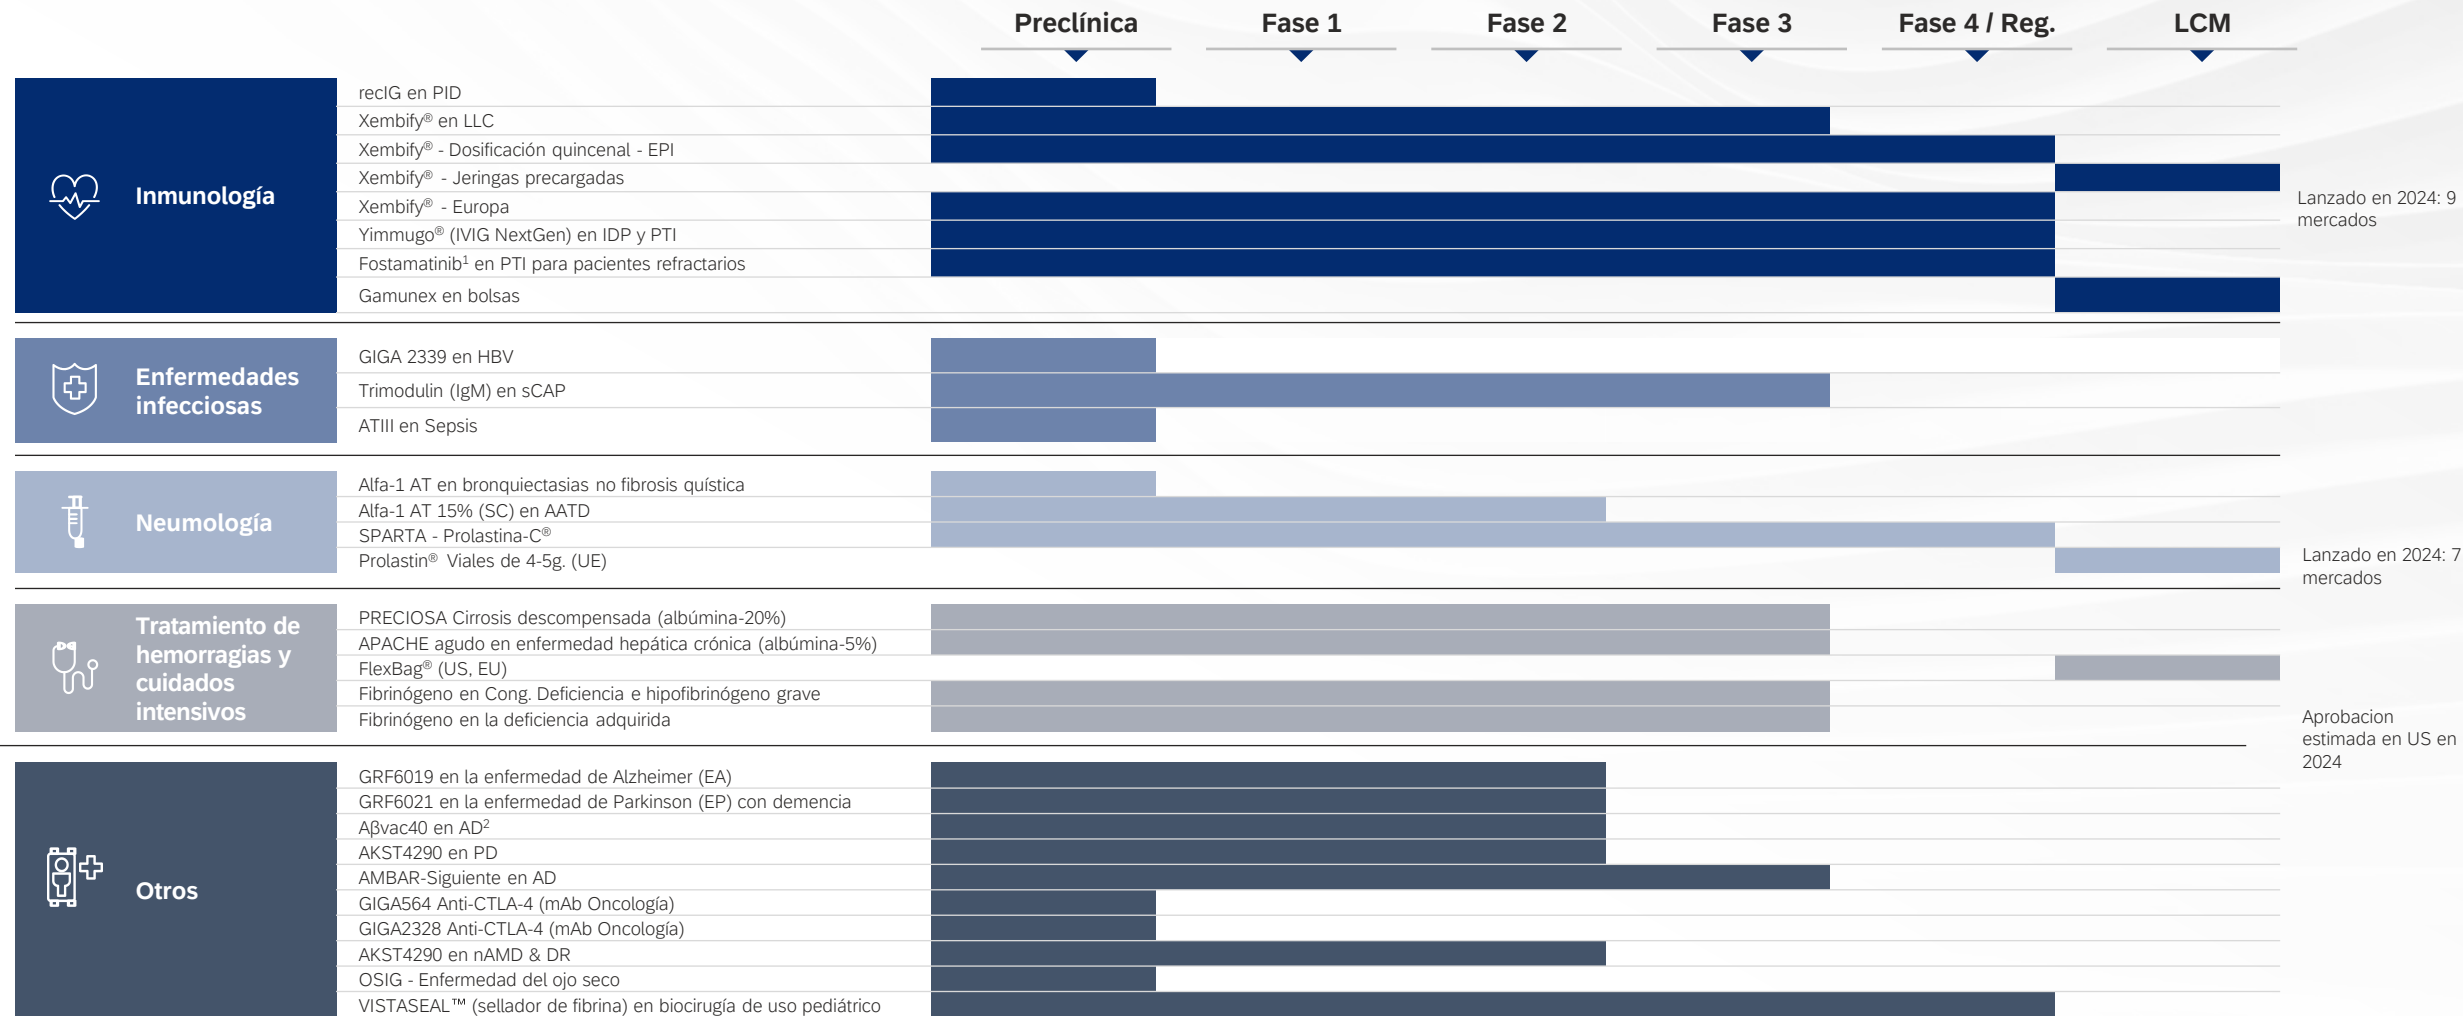 Preclínica Fase 1 Fase 2 Fase 3 Fase 4 / Reg. LCM
Inmunología
recIG en PID
Xembify® en LLC
Xembify® - Dosificación quincenal - EPI
Xembify® - Jeringas precargadas
Xembify® - Europa
Yimmugo® (IVIG NextGen) en IDP y PTI
Fostamatinib¹ en PTI para pacientes refractarios
Gamunex en bolsas
Lanzado en 2024: 9
mercados
Enfermedades
infecciosas
GIGA 2339 en HBV
Trimodulin (IgM) en sCAP
ATIII en Sepsis
Neumología
Alfa-1 AT en bronquiectasias no fibrosis quística
Alfa-1 AT 15% (SC) en AATD
SPARTA - Prolastina-C®
Prolastin® Viales de 4-5g. (UE)
Lanzado en 2024: 7
mercados
Tratamiento de
hemorragias y
cuidados
intensivos
PRECIOSA Cirrosis descompensada (albúmina-20%)
APACHE agudo en enfermedad hepática crónica (albúmina-5%)
FlexBag® (US, EU)
Fibrinógeno en Cong. Deficiencia e hipofibrinógeno grave
Fibrinógeno en la deficiencia adquirida
Aprobacion
estimada en US en
2024
Otros
GRF6019 en la enfermedad de Alzheimer (EA)
GRF6021 en la enfermedad de Parkinson (EP) con demencia
Aβvac40 en AD²
AKST4290 en PD
AMBAR-Siguiente en AD
GIGA564 Anti-CTLA-4 (mAb Oncología)
GIGA2328 Anti-CTLA-4 (mAb Oncología)
AKST4290 en nAMD & DR
OSIG - Enfermedad del ojo seco
VISTASEAL™ (sellador de fibrina) en biocirugía de uso pediátrico